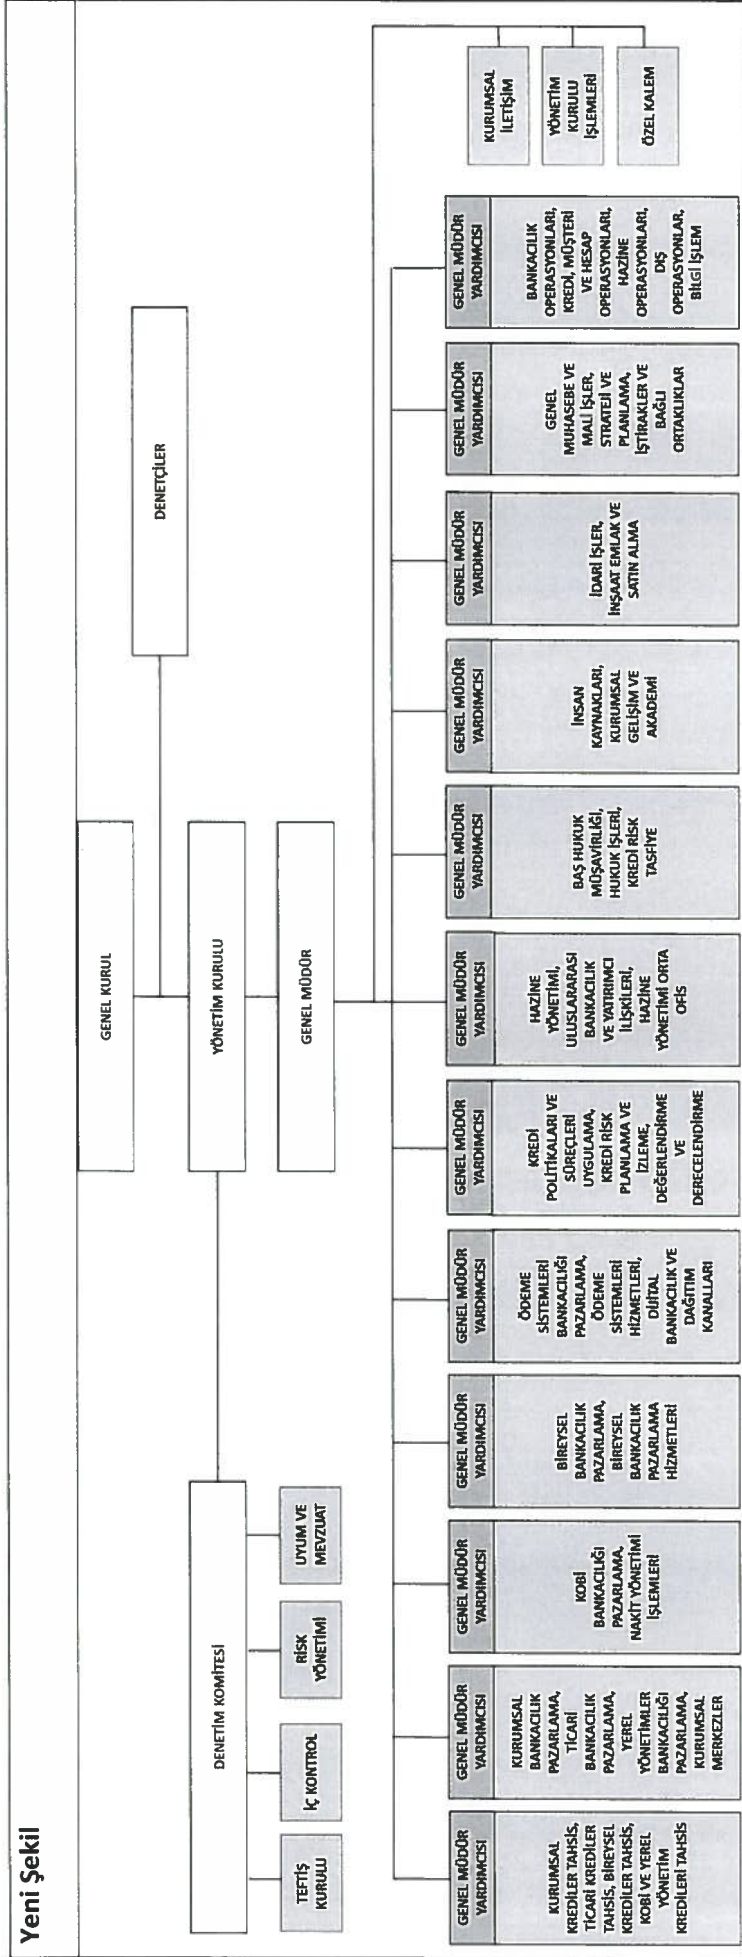 Yeni Şekil
GENEL KURUL
DENETÇİLER
YÖNETİM KURULU
GENEL MÜDÜR
DENETİM KOMİTESİ
TEFTİŞ
KURULU
İÇ KONTROL
RİSK
YÖNETİMİ
UYUM VE
MEVZUAT
KURUMSAL
İLETİŞİM
YÖNETİM
KURULU
İŞLEMLERİ
ÖZEL KALEM
GENEL MÜDÜR
YARDIMCISI
KURUMSAL
KREDİLER TAHSİS,
TİCARİ KREDİLER
TAHSİS, BİREYSEL
KREDİLER TAHSİS,
KOBİ VE YEREL
YÖNETİM
KREDİLERİ TAHSİS
GENEL MÜDÜR
YARDIMCISI
KURUMSAL
BANKACILIK
PAZARLAMA,
TİCARİ
BANKACILIK
PAZARLAMA,
YEREL
YÖNETİMLER
BANKACILIĞI
PAZARLAMA,
KURUMSAL
MERKEZLER
GENEL MÜDÜR
YARDIMCISI
KOBİ
BANKACILIĞI
PAZARLAMA,
NAKİT YÖNETİMİ
İŞLEMLERİ
GENEL MÜDÜR
YARDIMCISI
BİREYSEL
BANKACILIK
PAZARLAMA,
BİREYSEL
BANKACILIK
PAZARLAMA
HİZMETLERİ
GENEL MÜDÜR
YARDIMCISI
ÖDEME
SİSTEMLERİ
BANKACILIĞI
PAZARLAMA,
ÖDEME
SİSTEMLERİ
HİZMETLERİ,
DİJİTAL
BANKACILIK VE
DAĞITIM
KANALLARI
GENEL MÜDÜR
YARDIMCISI
KREDİ
POLİTİKALARI VE
SÜREÇLERİ
UYGULAMA,
KREDİ RİSK
PLANLAMA VE
İZLEME,
DEĞERLENDİRME
VE
DERECELENDİRME
GENEL MÜDÜR
YARDIMCISI
HAZİNE
YÖNETİMİ,
ULUSLARARASI
BANKACILIK
VE YATIRIMCI
İLİŞKİLERİ,
HAZİNE
YÖNETİMİ ORTA
OFİS
GENEL MÜDÜR
YARDIMCISI
BAŞ HUKUK
MÜŞAVİRLİĞİ,
HUKUK İŞLERİ,
KREDİ RİSK
TASFİYE
GENEL MÜDÜR
YARDIMCISI
İNSAN
KAYNAKLARI,
KURUMSAL
GELİŞİM VE
AKADEMİ
GENEL MÜDÜR
YARDIMCISI
İDARİ İŞLER,
İNŞAAT EMLAK VE
SATIN ALMA
GENEL MÜDÜR
YARDIMCISI
GENEL
MUHASEBE VE
MALİ İŞLER,
STRATEJİ VE
PLANLAMA,
İŞTİRAKLER VE
BAĞLI
ORTAKLIKLAR
GENEL MÜDÜR
YARDIMCISI
BANKACILIK
OPERASYONLARI,
KREDİ, MÜŞTERİ
VE HESAP
OPERASYONLARI,
HAZİNE
OPERASYONLARI,
DIŞ
OPERASYONLAR,
BİLGİ İŞLEM